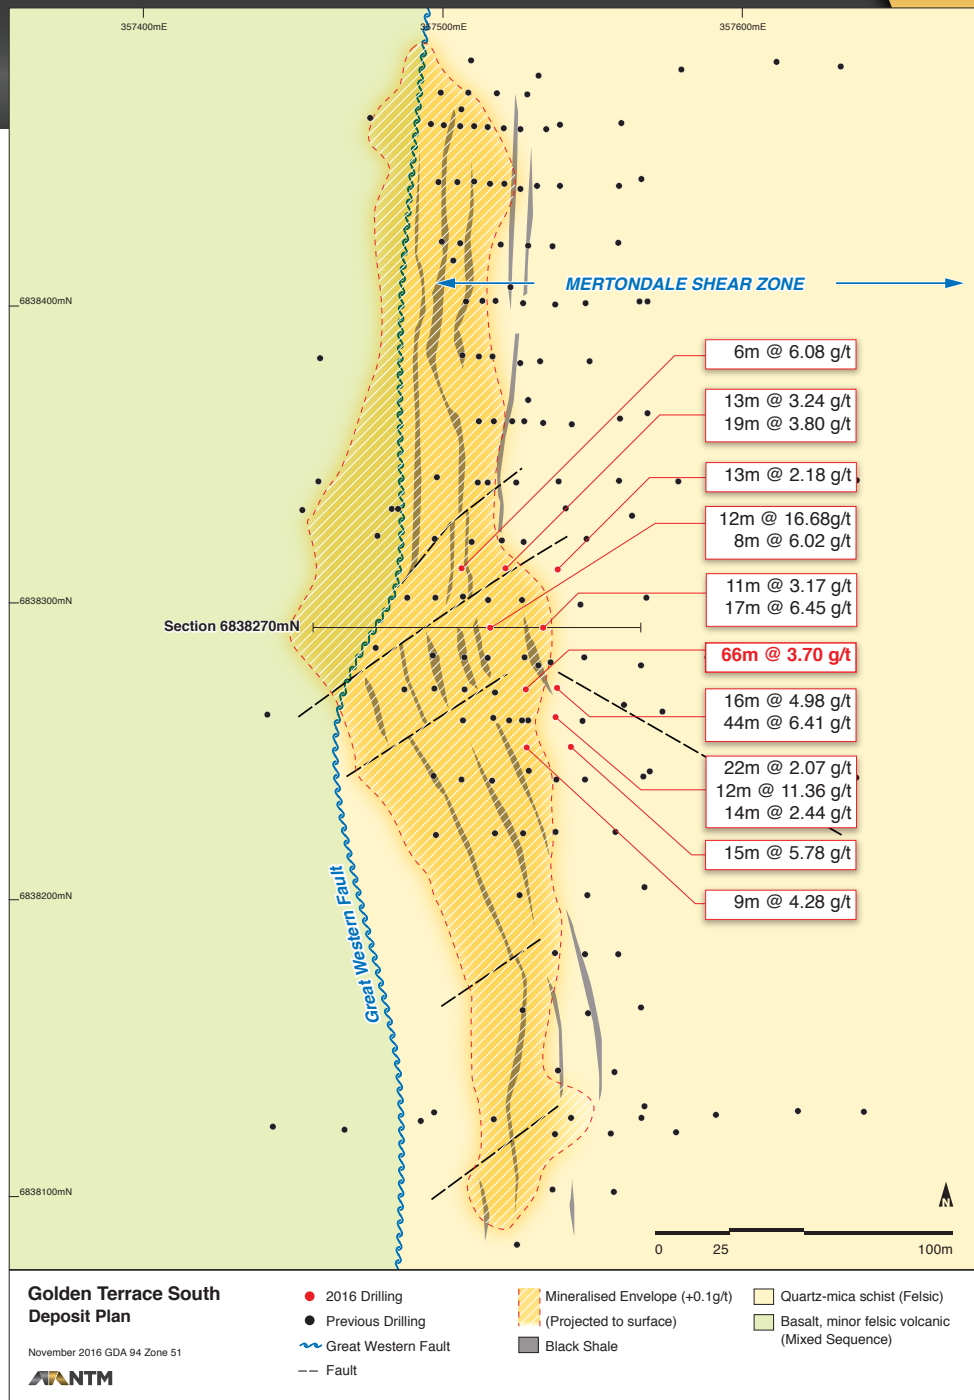 357400mE
357500mE
357600mE
MERTONDALE SHEAR ZONE
6838400mN
6m @ 6.08 g/t
13m @ 3.24 g/t
19m @ 3.80 g/t
13m @ 2.18 g/t
12m @ 16.68g/t
8m @ 6.02 g/t
11m @ 3.17 g/t
17m @ 6.45 g/t
6838300mN
Section 6838270mN
66m @ 3.70 g/t
16m @ 4.98 g/t
44m @ 6.41 g/t
22m @ 2.07 g/t
12m @ 11.36 g/t
14m @ 2.44 g/t
15m @ 5.78 g/t
9m @ 4.28 g/t
6838200mN
Great Western Fault
6838100mN
N
0 25 100m
Golden Terrace South
Deposit Plan
November 2016 GDA 94 Zone 51
NTM
2016 Drilling
Previous Drilling
Great Western Fault
Fault
Mineralised Envelope (+0.1g/t)
(Projected to surface)
Black Shale
Quartz-mica schist (Felsic)
Basalt, minor felsic volcanic
(Mixed Sequence)